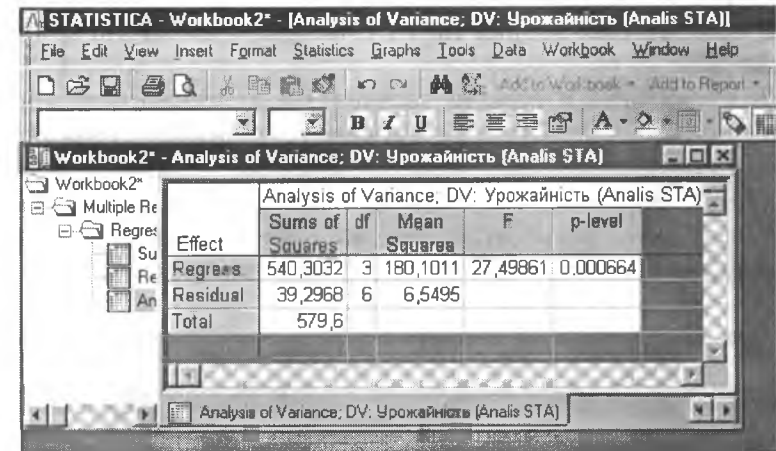 STATISTICA - Workbook2* - [Analysis of Variance; DV: Урожайність (Analis STA)]
File Edit View Insert Format Statistics Graphs Tools Data Workbook Window Help
Add to Workbook Add to Report
B I U A
Workbook2* - Analysis of Variance; DV: Урожайність (Analis STA)
Workbook2*
Multiple Re
Regres
Su
Re
An
Analysis of Variance; DV: Урожайність (Analis STA)
Effect Sums of Squares df Mean Squares F p-level
Regress 540,3032 3 180,1011 27,49861 0,000664
Residual 39,2968 6 6,5495
Total 579,6
Analysis of Variance; DV: Урожайність (Analis STA)